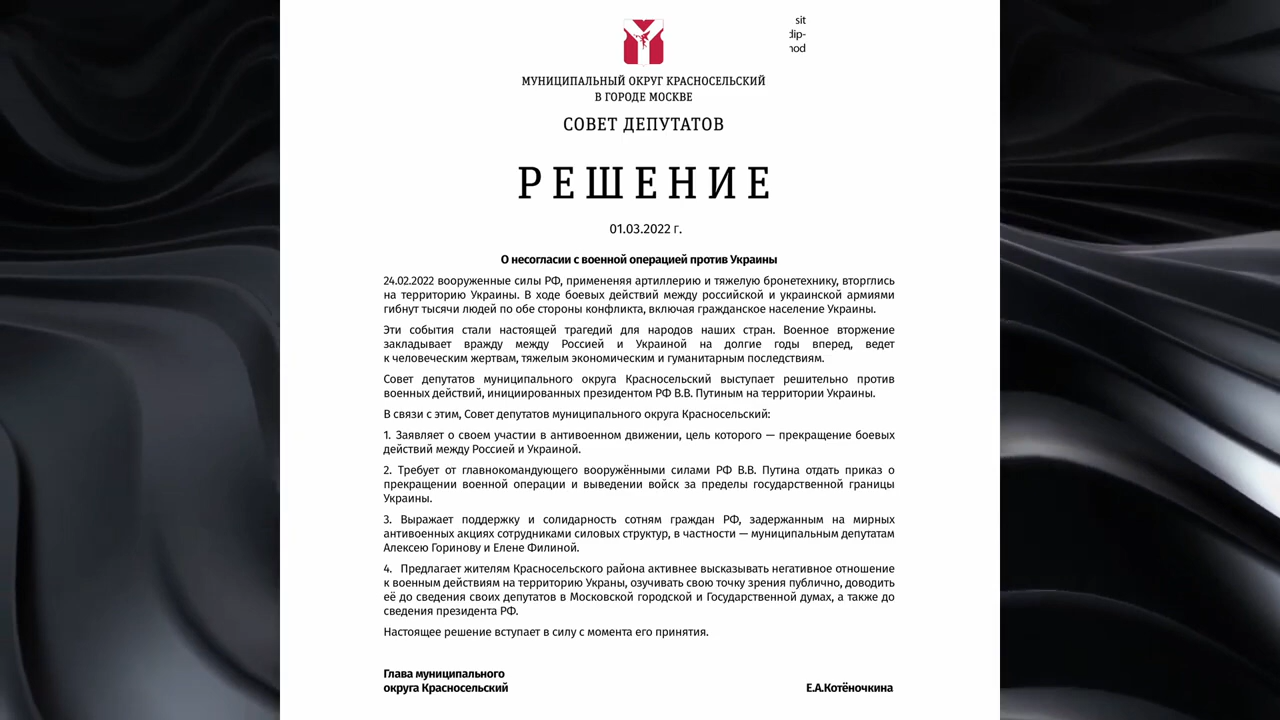 sit
dip-
nod
МУНИЦИПАЛЬНЫЙ ОКРУГ КРАСНОСЕЛЬСКИЙ
В ГОРОДЕ МОСКВЕ
СОВЕТ ДЕПУТАТОВ
РЕШЕНИЕ
01.03.2022 г.
О несогласии с военной операцией против Украины
24.02.2022 вооруженные силы РФ, применеяя артиллерию и тяжелую бронетехнику, вторглись
на территорию Украины. В ходе боевых действий между российской и украинской армиями
гибнут тысячи людей по обе стороны конфликта, включая гражданское население Украины.
Эти события стали настоящей трагедий для народов наших стран. Военное вторжение
закладывает вражду между Россией и Украиной на долгие годы вперед, ведет
к человеческим жертвам, тяжелым экономическим и гуманитарным последствиям.
Совет депутатов муниципального округа Красносельский выступает решительно против
военных действий, инициированных президентом РФ В.В. Путиным на территории Украины.
В связи с этим, Совет депутатов муниципального округа Красносельский:
1. Заявляет о своем участии в антивоенном движении, цель которого — прекращение боевых
действий между Россией и Украиной.
2. Требует от главнокомандующего вооружёнными силами РФ В.В. Путина отдать приказ о
прекращении военной операции и выведении войск за пределы государственной границы
Украины.
3. Выражает поддержку и солидарность сотням граждан РФ, задержанным на мирных
антивоенных акциях сотрудниками силовых структур, в частности — муниципальным депутатам
Алексею Горинову и Елене Филиной.
4. Предлагает жителям Красносельского района активнее высказывать негативное отношение
к военным действиям на территорию Украны, озучивать свою точку зрения публично, доводить
её до сведения своих депутатов в Московской городской и Государственной думах, а также до
сведения президента РФ.
Настоящее решение вступает в силу с момента его принятия.
Глава муниципального
округа Красносельский
Е.А.Котёночкина